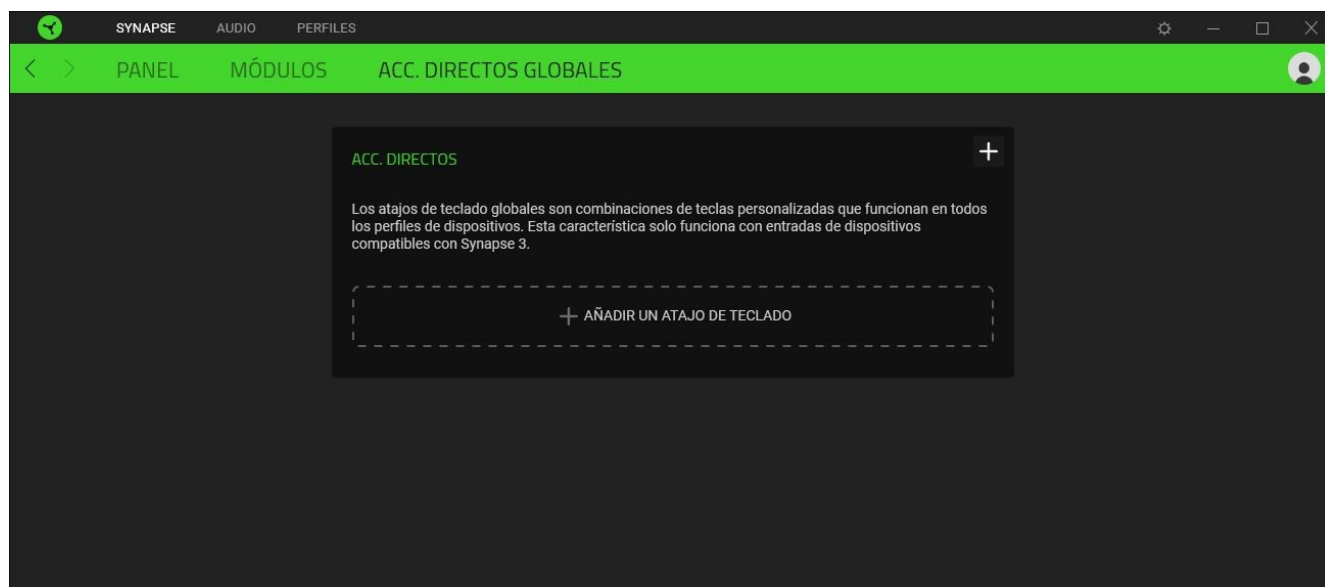 SYNAPSE AUDIO PERFILES
PANEL MÓDULOS ACC. DIRECTOS GLOBALES
ACC. DIRECTOS
Los atajos de teclado globales son combinaciones de teclas personalizadas que funcionan en todos
los perfiles de dispositivos. Esta característica solo funciona con entradas de dispositivos
compatibles con Synapse 3.
AÑADIR UN ATAJO DE TECLADO